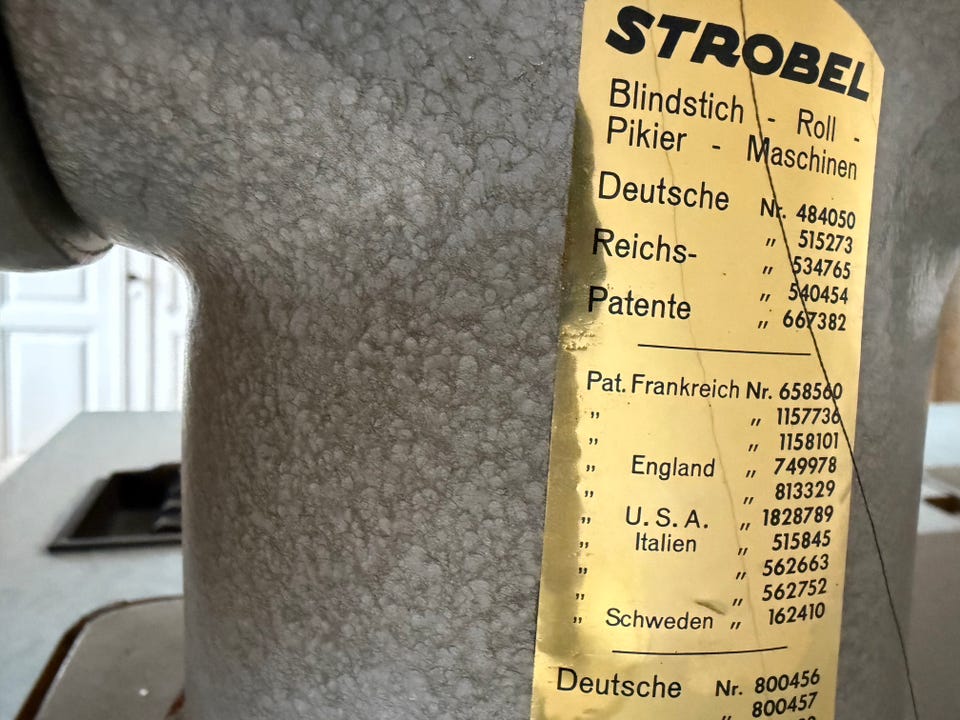 STROBEL
Blindstich - Roll -
Pikier - Maschinen
Deutsche Nr. 484050
" 515273
Reichs- " 534765
" 540454
Patente " 667382
Pat. Frankreich Nr. 658560
" " 1157736
" " 1158101
" England " 749978
" " 813329
" U. S. A. " 1828789
" Italien " 515845
" " 562663
" " 562752
" Schweden " 162410
Deutsche Nr. 800456
" 800457